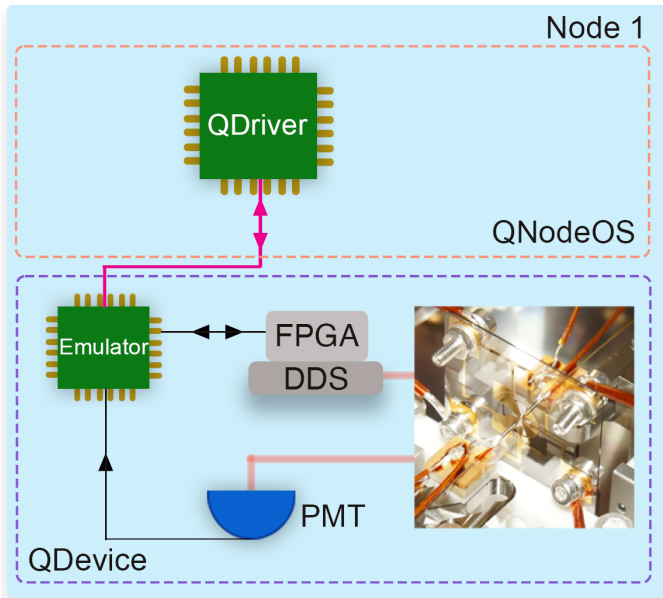 Node 1
QDriver
QNodeOS
Emulator
FPGA
DDS
PMT
QDevice